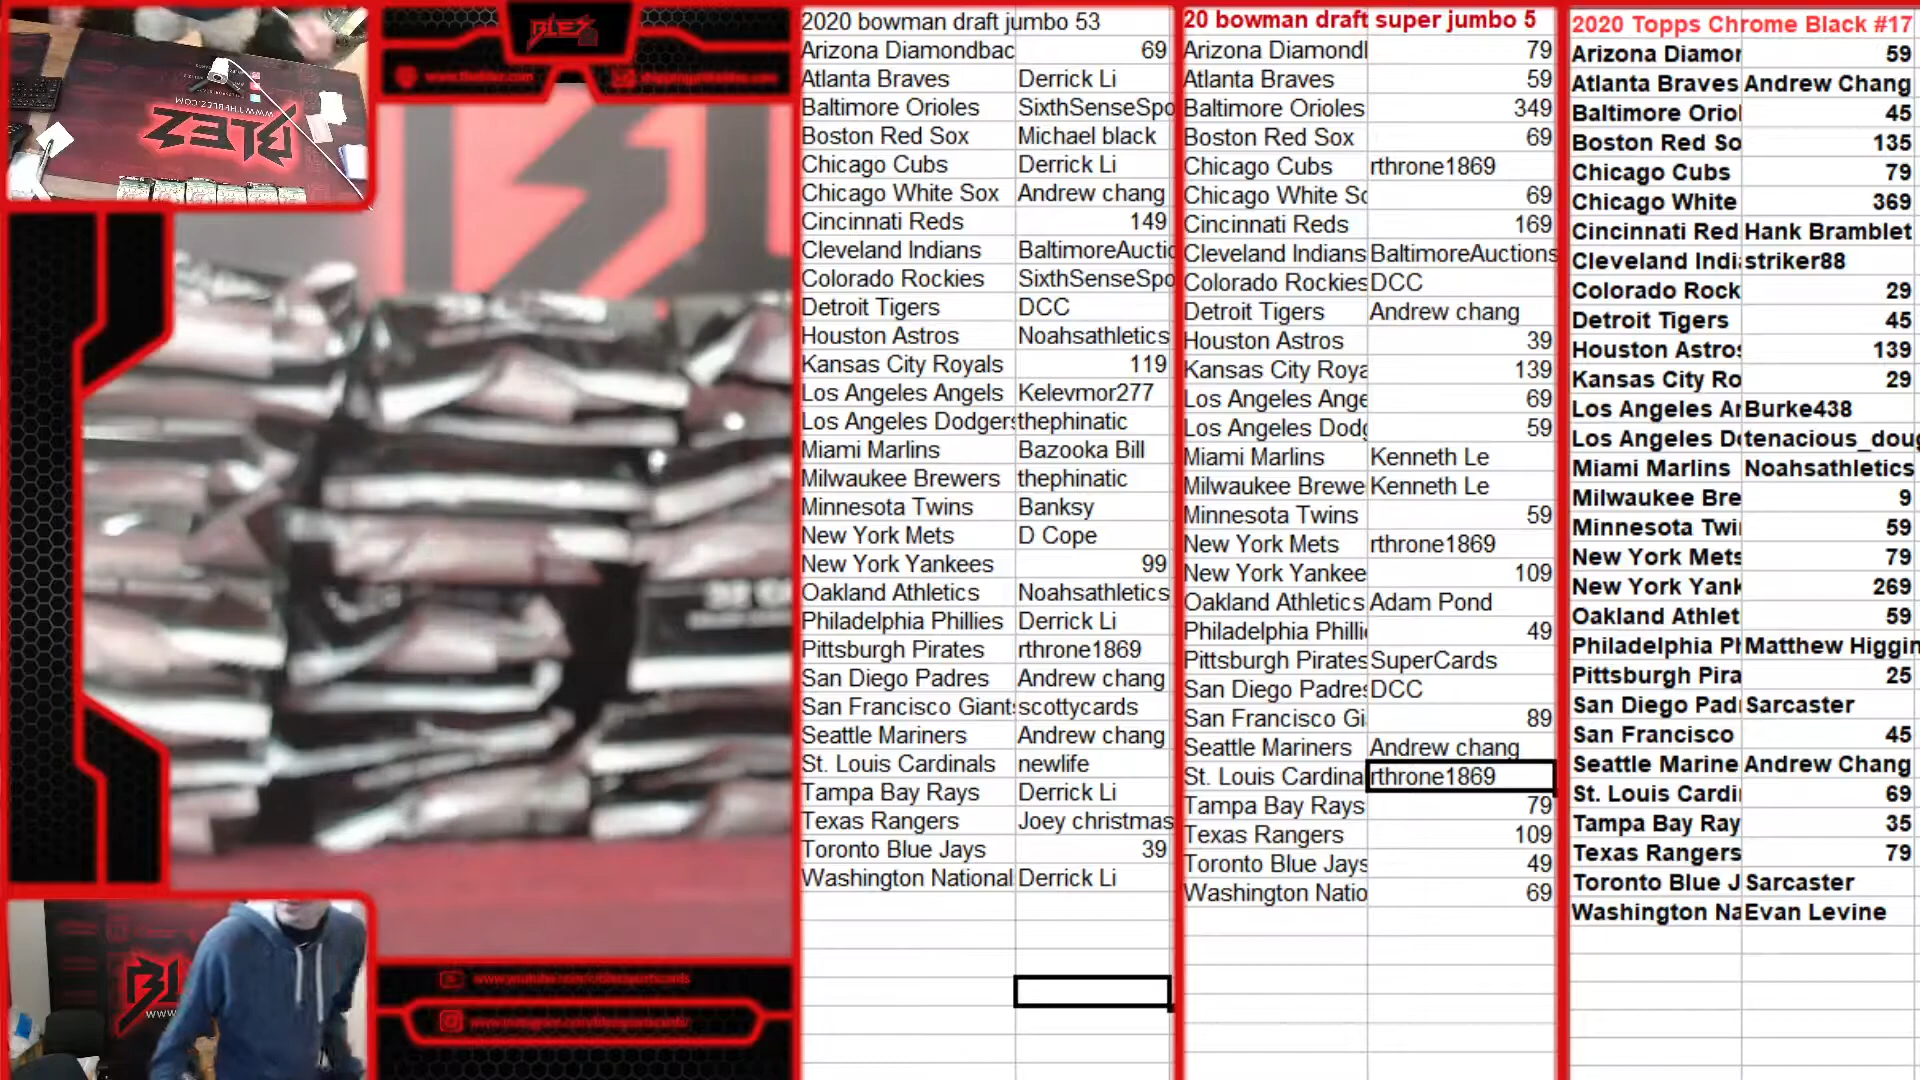 BLEZ
BLEZ
WWW.THEBLEZ.COM
2020 bowman draft jumbo 53
Arizona Diamondbac 69
Atlanta Braves Derrick Li
Baltimore Orioles SixthSenseSpo
Boston Red Sox Michael black
Chicago Cubs Derrick Li
Chicago White Sox Andrew chang
Cincinnati Reds 149
Cleveland Indians BaltimoreAuctio
Colorado Rockies SixthSenseSpo
Detroit Tigers DCC
Houston Astros Noahsathletics
Kansas City Royals 119
Los Angeles Angels Kelevmor277
Los Angeles Dodgers thephinatic
Miami Marlins Bazooka Bill
Milwaukee Brewers thephinatic
Minnesota Twins Banksy
New York Mets D Cope
New York Yankees 99
Oakland Athletics Noahsathletics
Philadelphia Phillies Derrick Li
Pittsburgh Pirates rthrone1869
San Diego Padres Andrew chang
San Francisco Giants scottycards
Seattle Mariners Andrew chang
St. Louis Cardinals newlife
Tampa Bay Rays Derrick Li
Texas Rangers Joey christmas
Toronto Blue Jays 39
Washington National Derrick Li
20 bowman draft super jumbo 5
Arizona Diamondl 79
Atlanta Braves 59
Baltimore Orioles 349
Boston Red Sox 69
Chicago Cubs rthrone1869
Chicago White So 69
Cincinnati Reds 169
Cleveland Indians BaltimoreAuctions
Colorado Rockies DCC
Detroit Tigers Andrew chang
Houston Astros 39
Kansas City Roya 139
Los Angeles Ange 69
Los Angeles Dodg 59
Miami Marlins Kenneth Le
Milwaukee Brewe Kenneth Le
Minnesota Twins 59
New York Mets rthrone1869
New York Yankee 109
Oakland Athletics Adam Pond
Philadelphia Philli 49
Pittsburgh Pirates SuperCards
San Diego Padres DCC
San Francisco Gi 89
Seattle Mariners Andrew chang
St. Louis Cardina rthrone1869
Tampa Bay Rays 79
Texas Rangers 109
Toronto Blue Jays 49
Washington Natio 69
2020 Topps Chrome Black #17
Arizona Diamor 59
Atlanta Braves Andrew Chang
Baltimore Oriol 45
Boston Red So 135
Chicago Cubs 79
Chicago White 369
Cincinnati Red Hank Bramblet
Cleveland Indi striker88
Colorado Rock 29
Detroit Tigers 45
Houston Astros 139
Kansas City Ro 29
Los Angeles Ar Burke438
Los Angeles Do tenacious_doug
Miami Marlins Noahsathletics
Milwaukee Bre 9
Minnesota Twi 59
New York Mets 79
New York Yank 269
Oakland Athlet 59
Philadelphia Pl Matthew Higgin
Pittsburgh Pira 25
San Diego Padi Sarcaster
San Francisco 45
Seattle Marine Andrew Chang
St. Louis Cardi 69
Tampa Bay Ray 35
Texas Rangers 79
Toronto Blue J Sarcaster
Washington Na Evan Levine